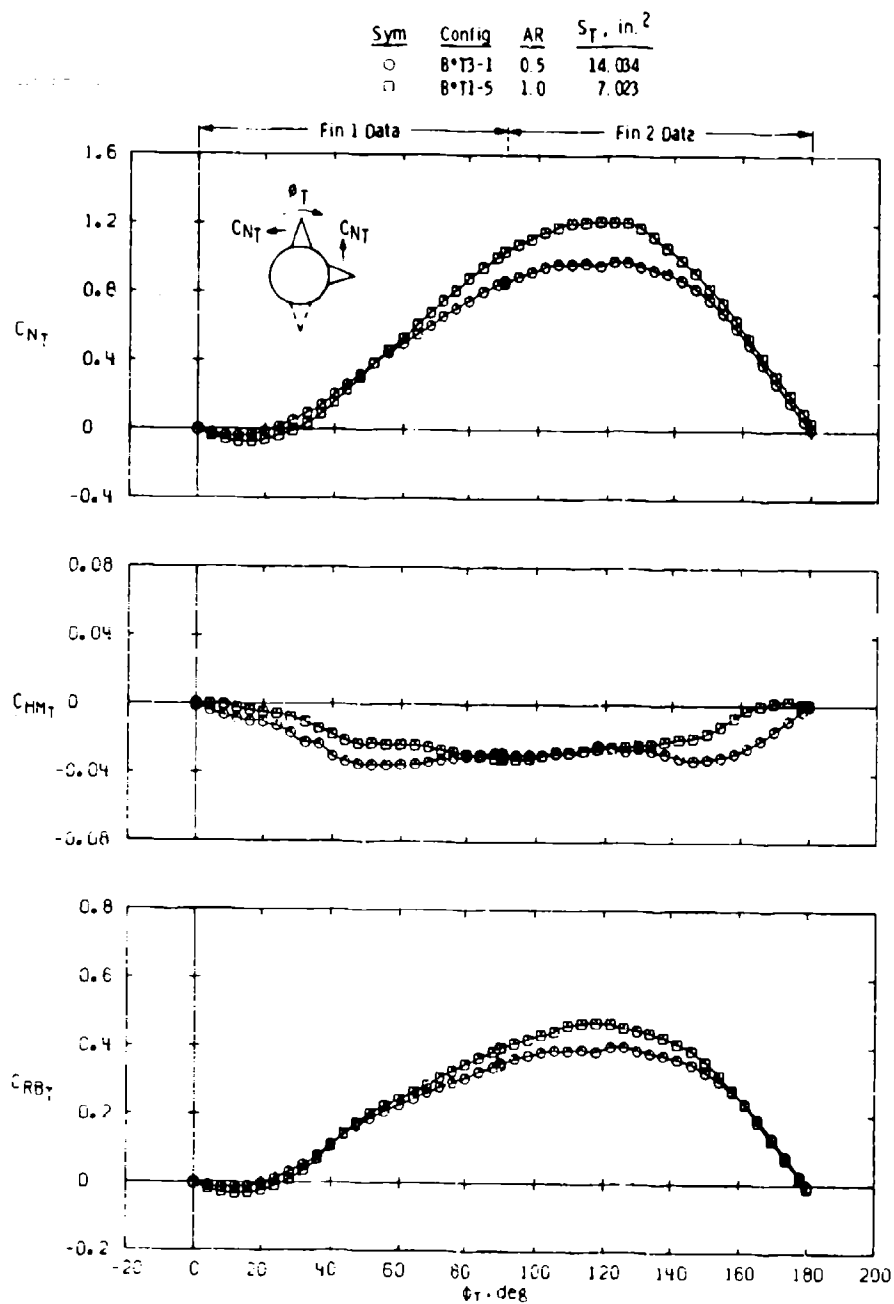 Sym Config AR S_T, in.²
○ B*T3-1 0.5 14.034
□ B*T1-5 1.0 7.023
Fin 1 Data Fin 2 Data
1.6
1.2
0.8
C_NT
0.4
0
-0.4
ø_T
C_NT C_NT
0.08
0.04
C_HMT 0
-0.04
-0.08
0.8
0.6
0.4
C_RBT
0.2
0
-0.2
-20 0 20 40 60 80 100 120 140 160 180 200
ϕ_T, deg